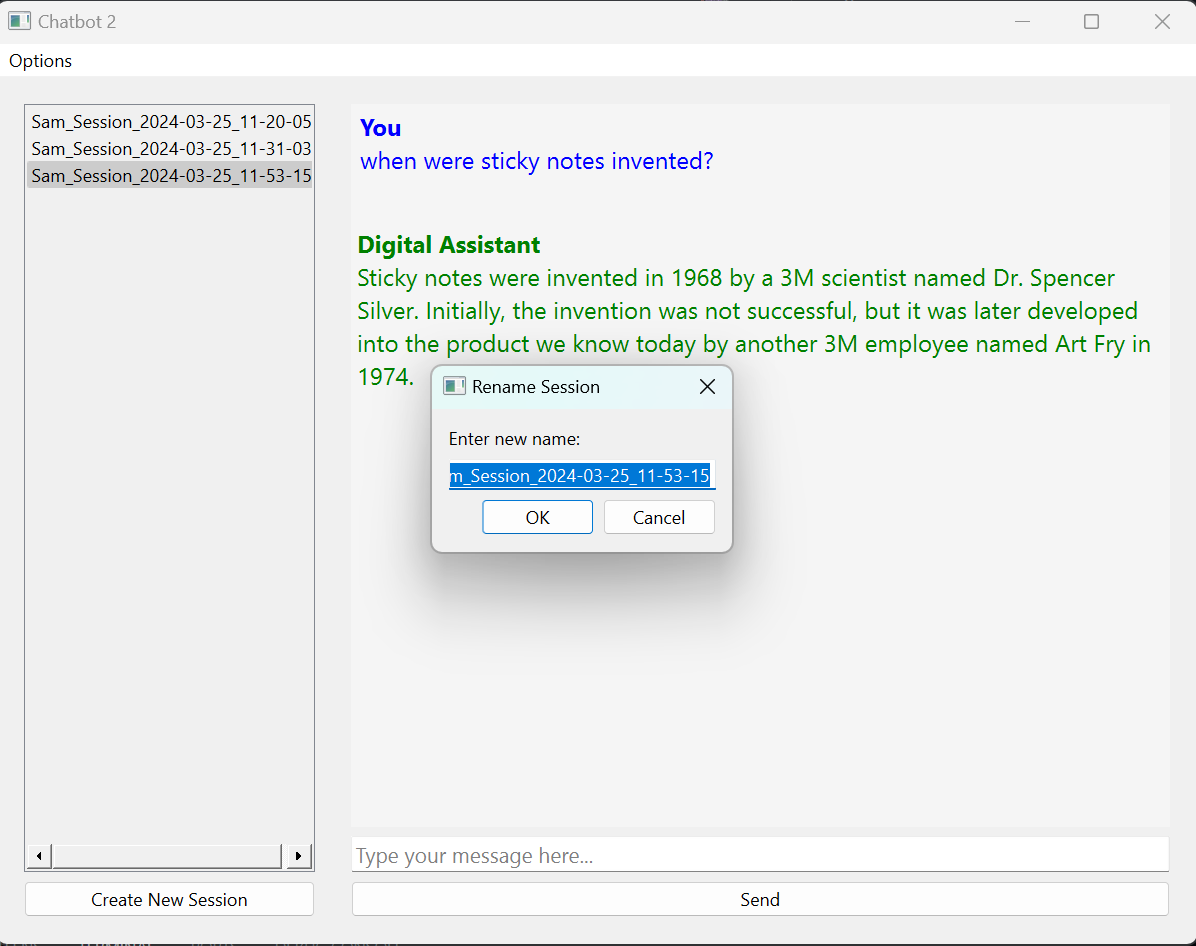 Chatbot 2
Options
Sam_Session_2024-03-25_11-20-05
Sam_Session_2024-03-25_11-31-03
Sam_Session_2024-03-25_11-53-15
Create New Session
You
when were sticky notes invented?
Digital Assistant
Sticky notes were invented in 1968 by a 3M scientist named Dr. Spencer
Silver. Initially, the invention was not successful, but it was later developed
into the product we know today by another 3M employee named Art Fry in
1974.
Rename Session
Enter new name:
m_Session_2024-03-25_11-53-15
OK
Cancel
Type your message here...
Send